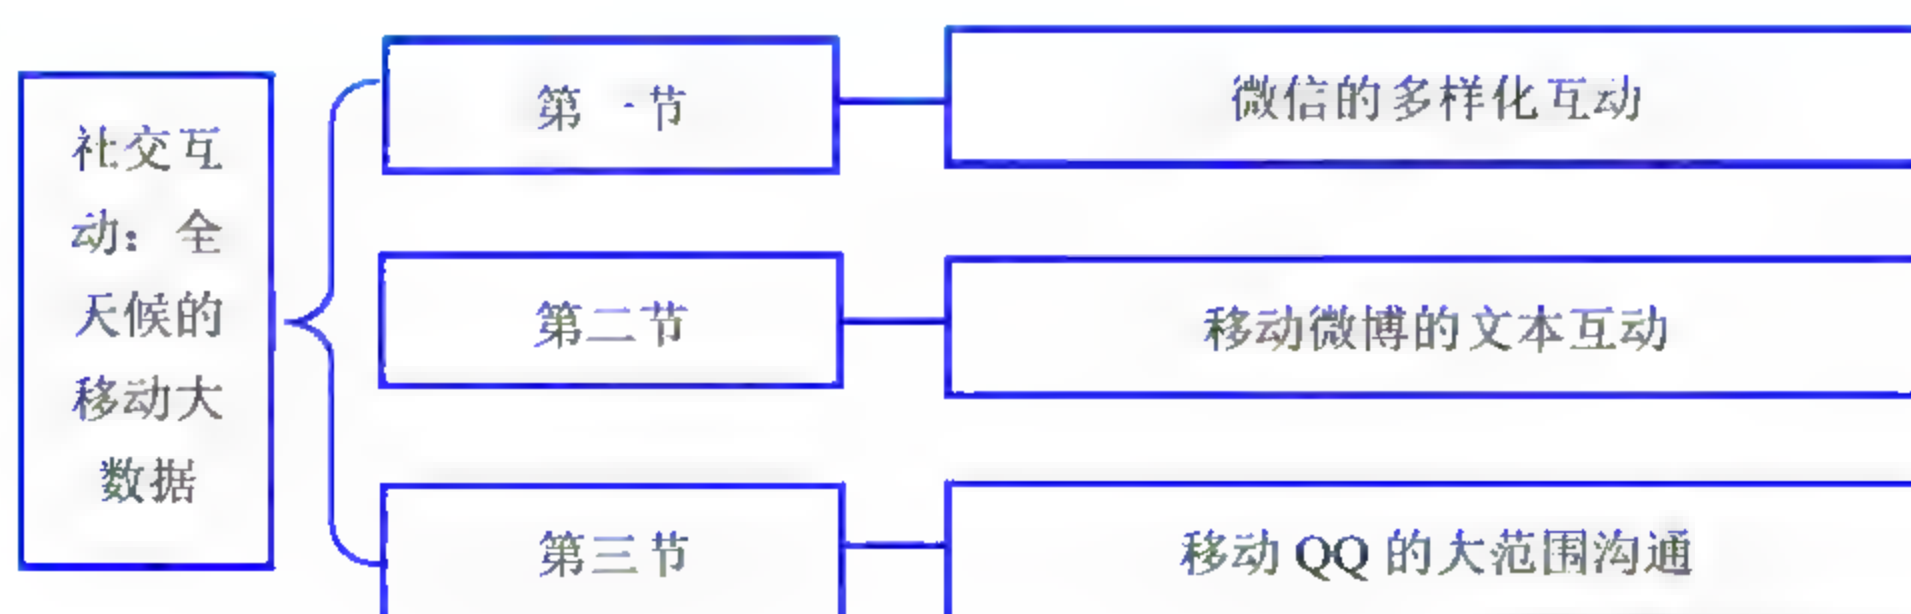 社交互
动：全
天候的
移动大
数据
第一节
微信的多样化互动
第二节
移动微博的文本互动
第三节
移动 QQ 的大范围沟通